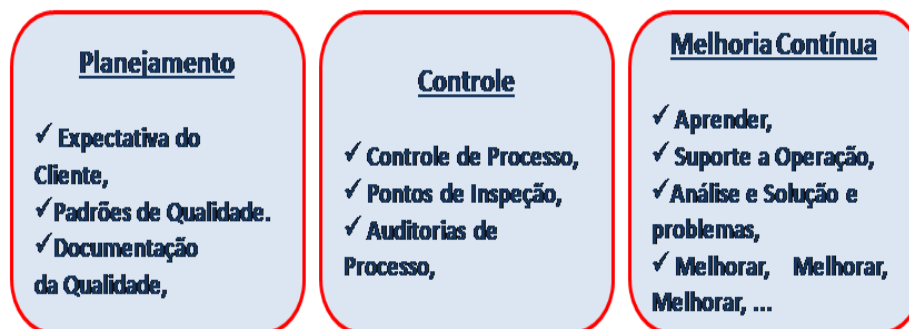 Planejamento
✓ Expectativa do
Cliente,
✓Padrões de Qualidade.
✓Documentação
da Qualidade,
Controle
✓ Controle de Processo,
✓ Pontos de Inspeção,
✓ Auditorias de
Processo,
Melhoria Contínua
✓ Aprender,
✓ Suporte a Operação,
✓Análise e Solução e
problemas,
✓ Melhorar, Melhorar,
Melhorar, ...